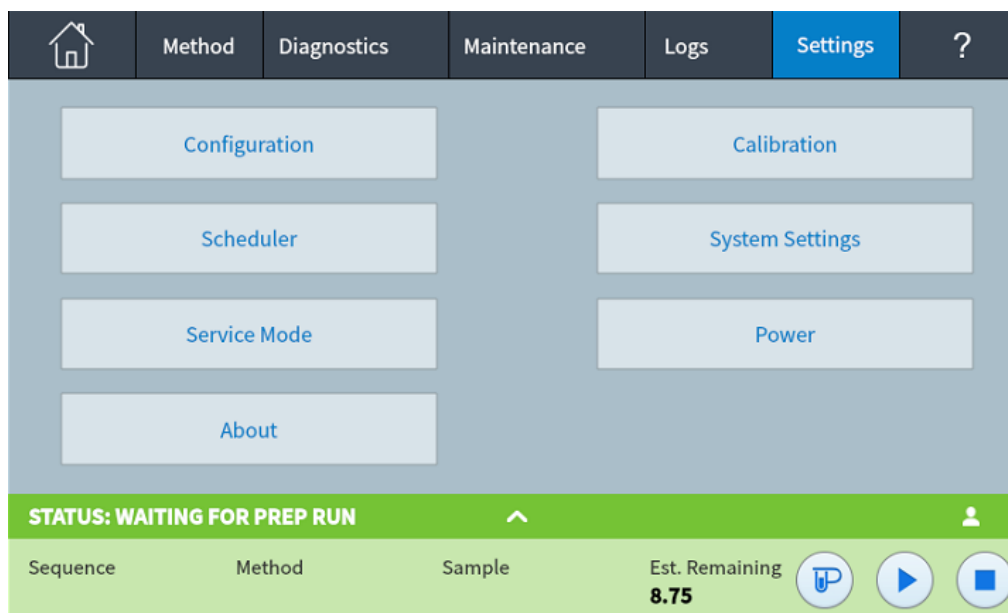 Method Diagnostics Maintenance Logs Settings ?
Configuration Calibration
Scheduler System Settings
Service Mode Power
About
STATUS: WAITING FOR PREP RUN
Sequence Method Sample Est. Remaining
8.75